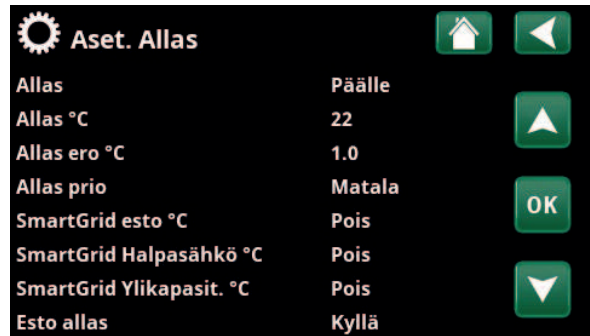 Aset. Allas
Allas Päälle
Allas °C 22
Allas ero °C 1.0
Allas prio Matala
OK
SmartGrid esto °C Pois
SmartGrid Halpasähkö °C Pois
SmartGrid Ylikapasit. °C Pois
Esto allas Kyllä